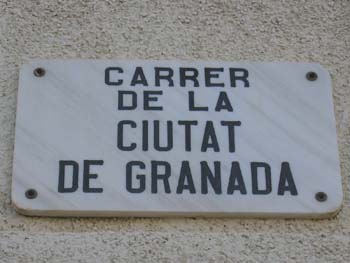 CARRER
DE LA
CIUTAT
DE GRANADA